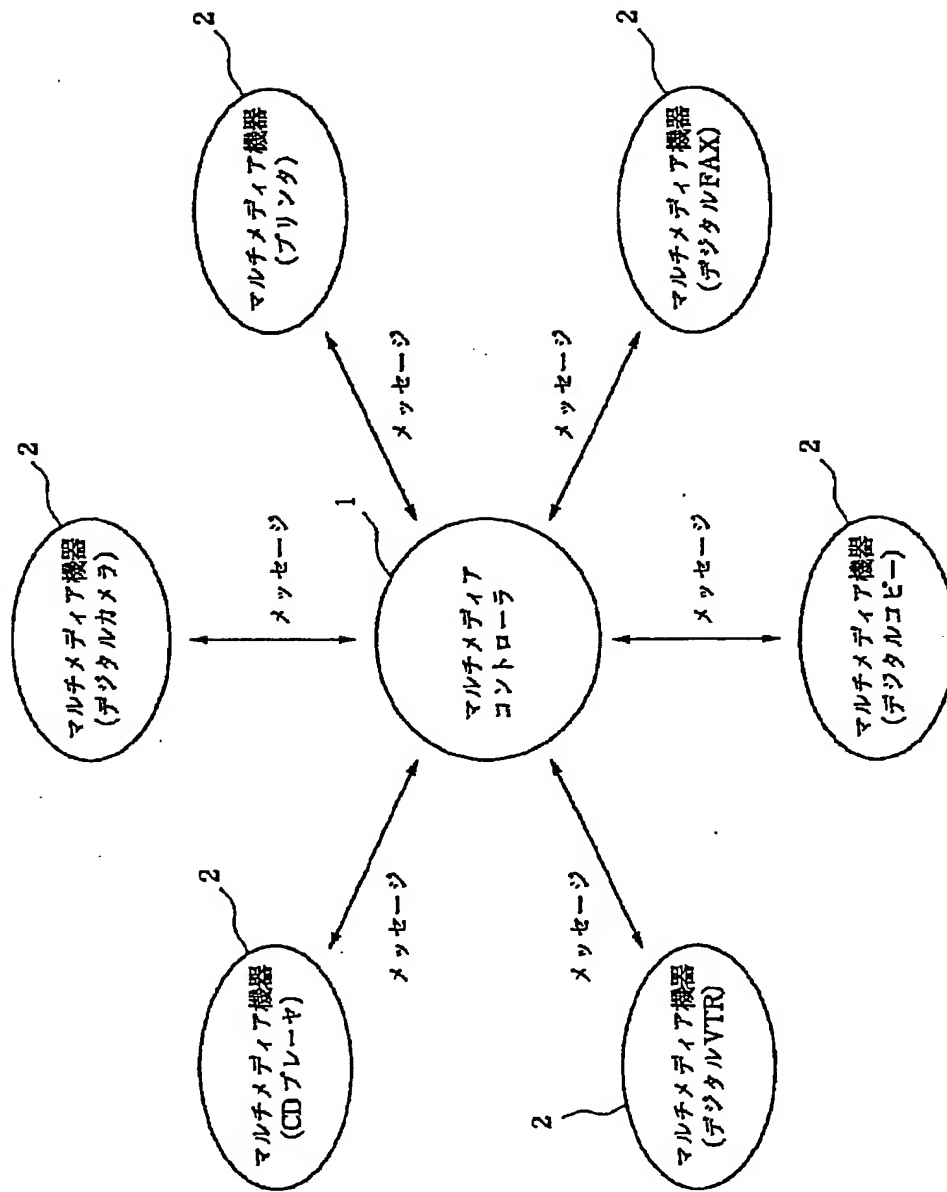 マルチメディア機器
(デジタルカメラ)
2
マルチメディア機器
(CDプレーヤ)
2
マルチメディア機器
(プリンタ)
2
メッセージ
メッセージ
メッセージ
マルチメディア
コントローラ
1
メッセージ
メッセージ
メッセージ
マルチメディア機器
(デジタルVTR)
2
マルチメディア機器
(デジタルFAX)
2
マルチメディア機器
(デジタルコピー)
2